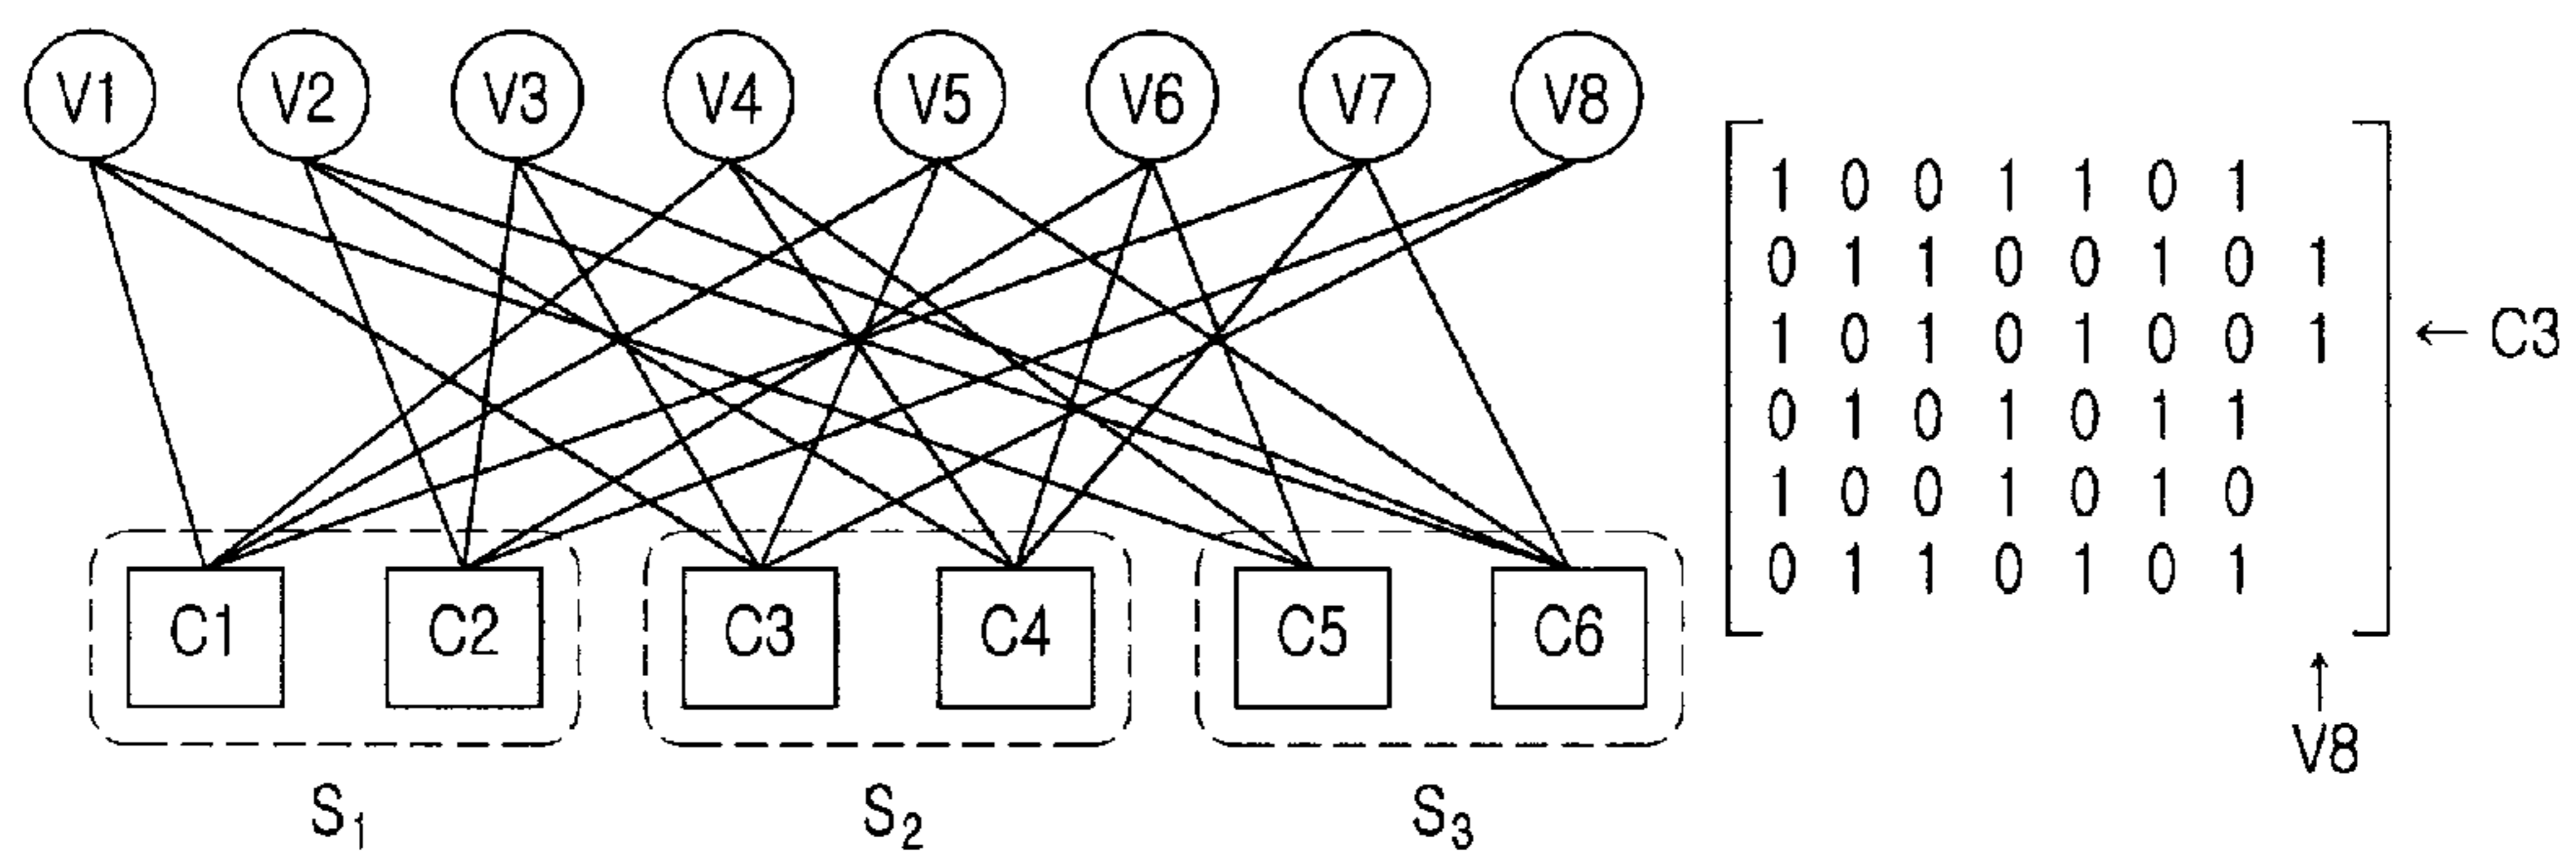 V1 V2 V3 V4 V5 V6 V7 V8
1 0 0 1 1 0 1
0 1 1 0 0 1 0 1
1 0 1 0 1 0 0 1 ← C3
0 1 0 1 0 1 1
1 0 0 1 0 1 0
0 1 1 0 1 0 1
↑
V8
C1 C2 C3 C4 C5 C6
S1 S2 S3